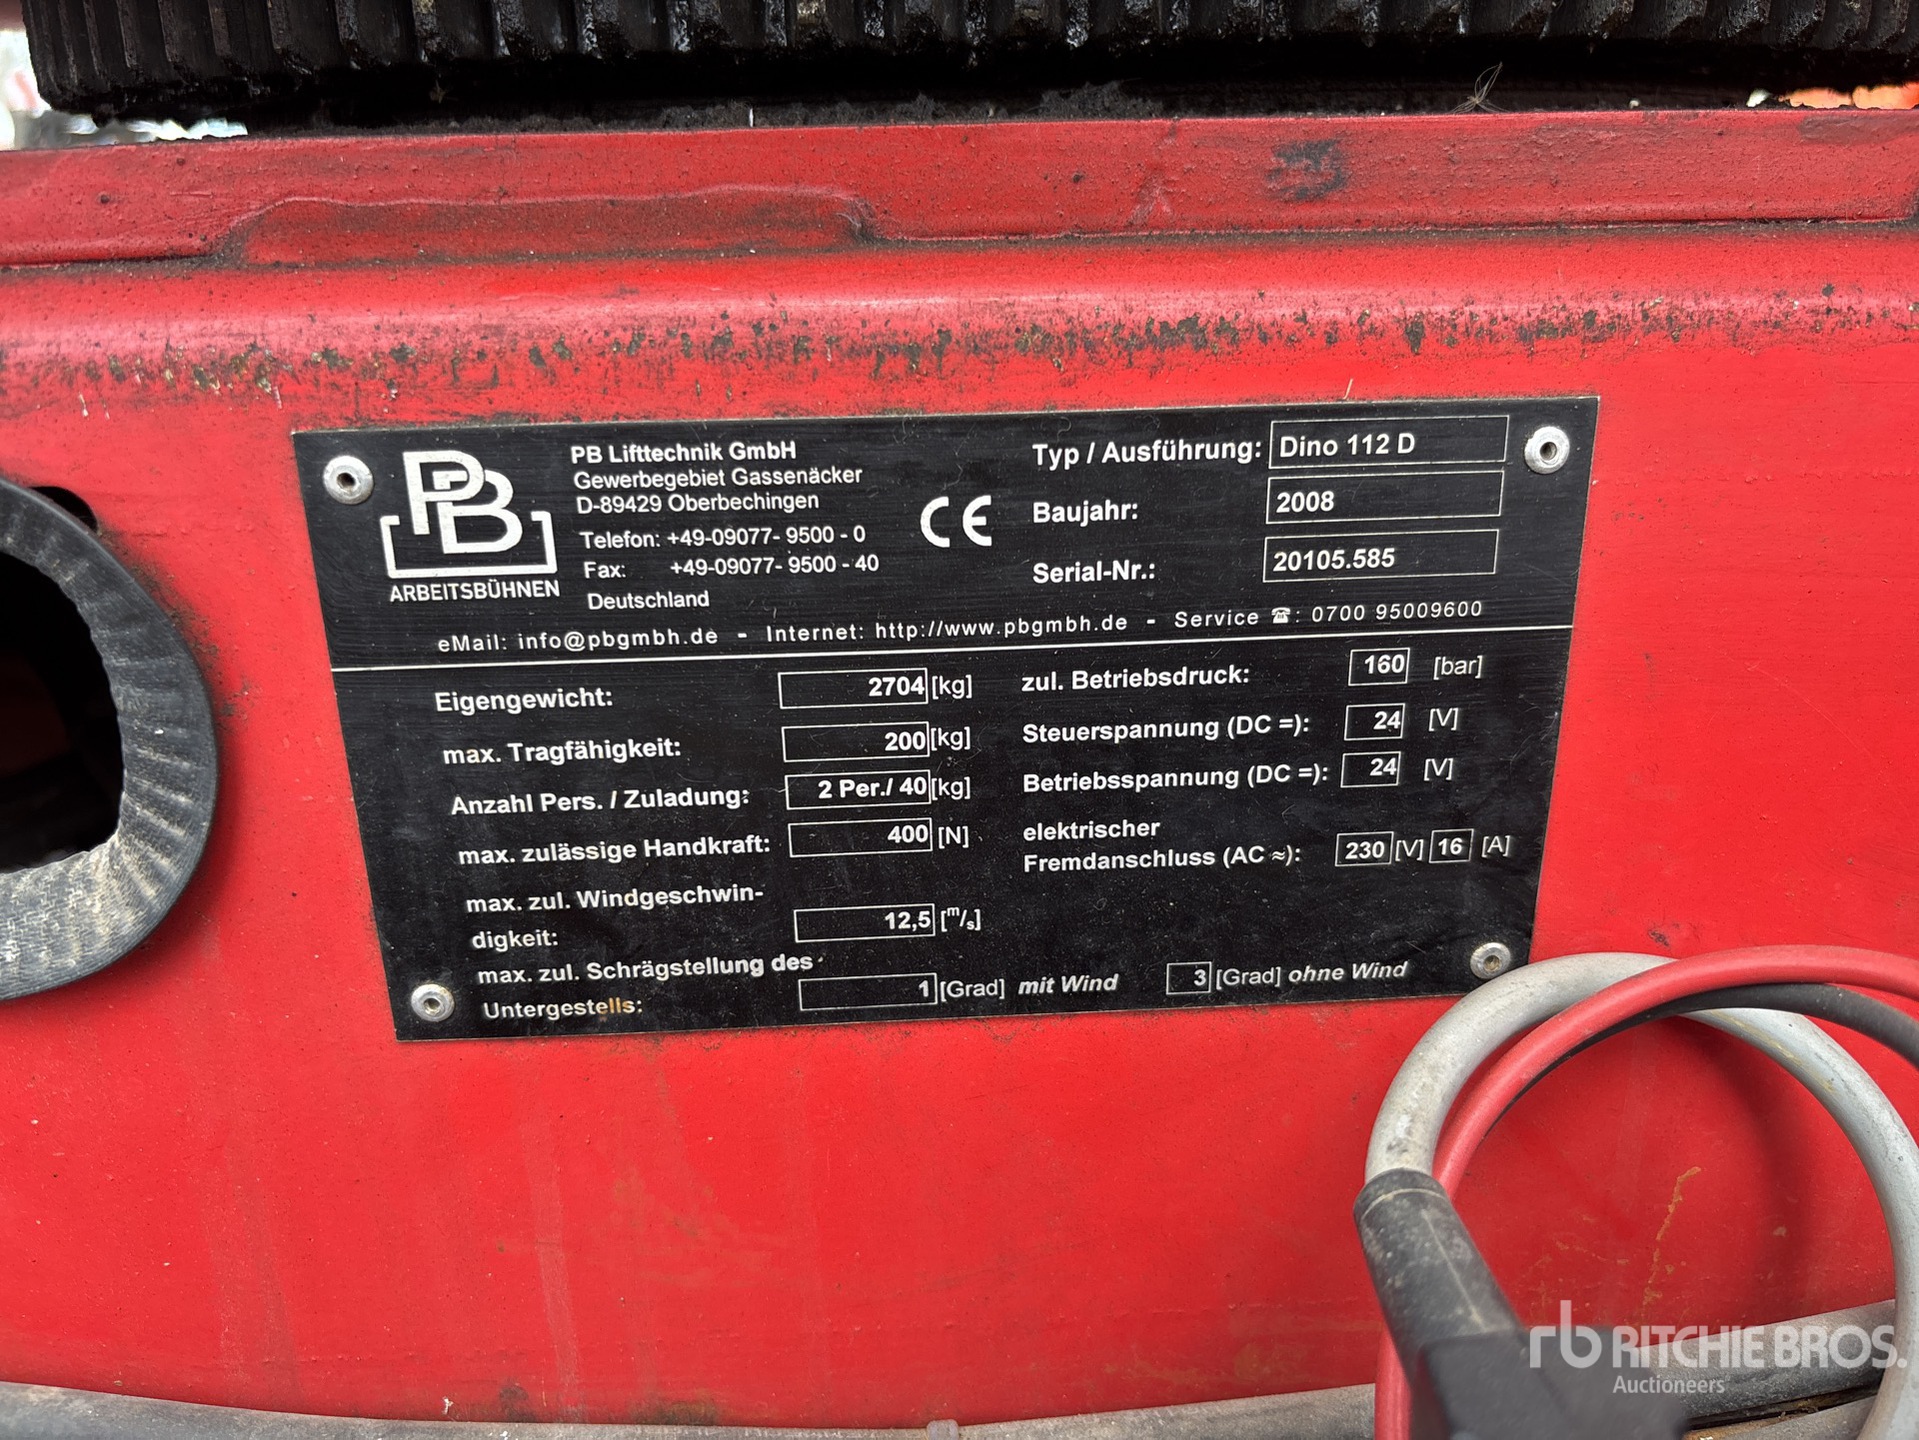 PB
ARBEITSBÜHNEN
PB Lifttechnik GmbH
Gewerbegebiet Gassenäcker
D-89429 Oberbechingen
Telefon: +49-09077- 9500 - 0
Fax: +49-09077- 9500 - 40
Deutschland
CE
Typ / Ausführung: Dino 112 D
Baujahr: 2008
Serial-Nr.: 20105.585
eMail: info@pbgmbh.de - Internet: http://www.pbgmbh.de - Service ☎: 0700 95009600
Eigengewicht: 2704 [kg]
max. Tragfähigkeit: 200 [kg]
Anzahl Pers. / Zuladung: 2 Per./ 40 [kg]
max. zulässige Handkraft: 400 [N]
max. zul. Windgeschwin-
digkeit: 12,5 [m/s]
max. zul. Schrägstellung des
Untergestells: 1 [Grad] mit Wind 3 [Grad] ohne Wind
zul. Betriebsdruck: 160 [bar]
Steuerspannung (DC =): 24 [V]
Betriebsspannung (DC =): 24 [V]
elektrischer
Fremdanschluss (AC ≈): 230 [V] 16 [A]
rb RITCHIE BROS.
Auctioneers